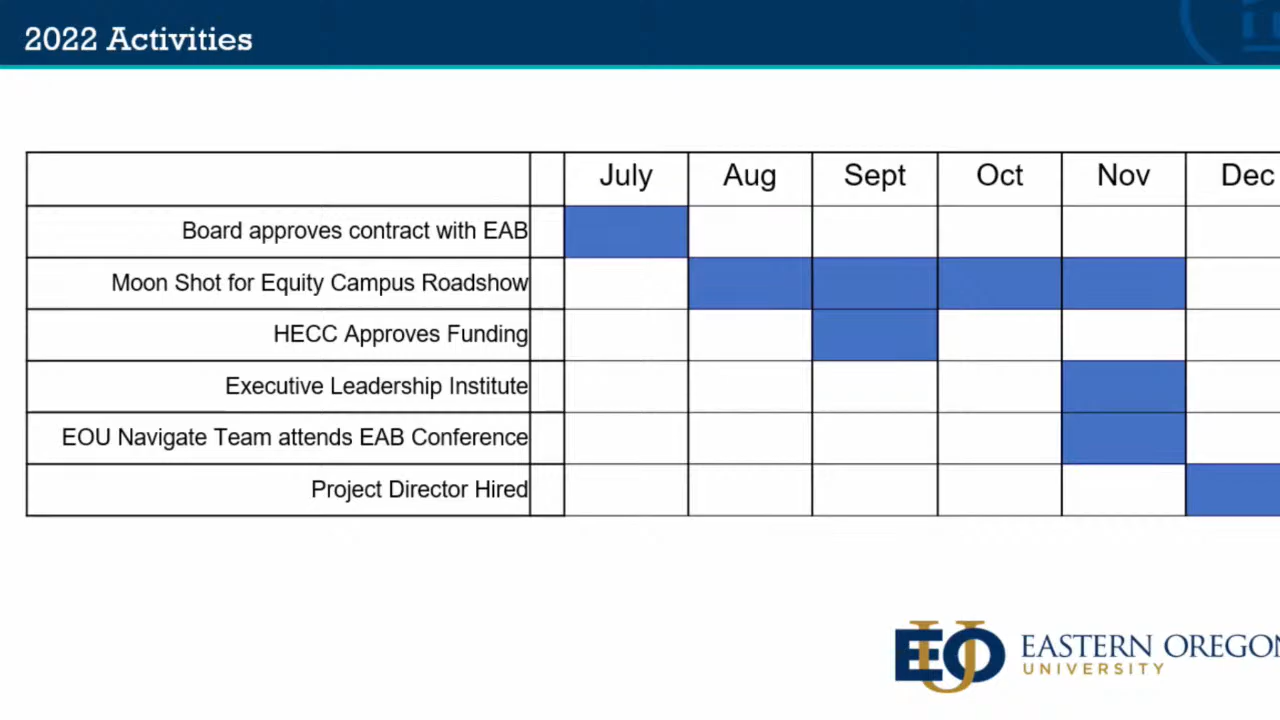 2022 Activities
July Aug Sept Oct Nov Dec
Board approves contract with EAB
Moon Shot for Equity Campus Roadshow
HECC Approves Funding
Executive Leadership Institute
EOU Navigate Team attends EAB Conference
Project Director Hired
EOU EASTERN OREGON
UNIVERSITY